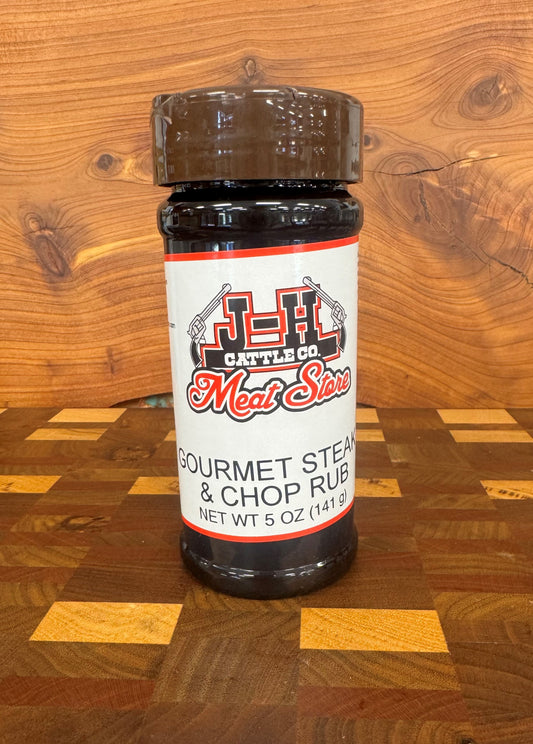 J-H
CATTLE CO.
Meat Store
GOURMET STEAK
& CHOP RUB
NET WT 5 OZ (141 g)